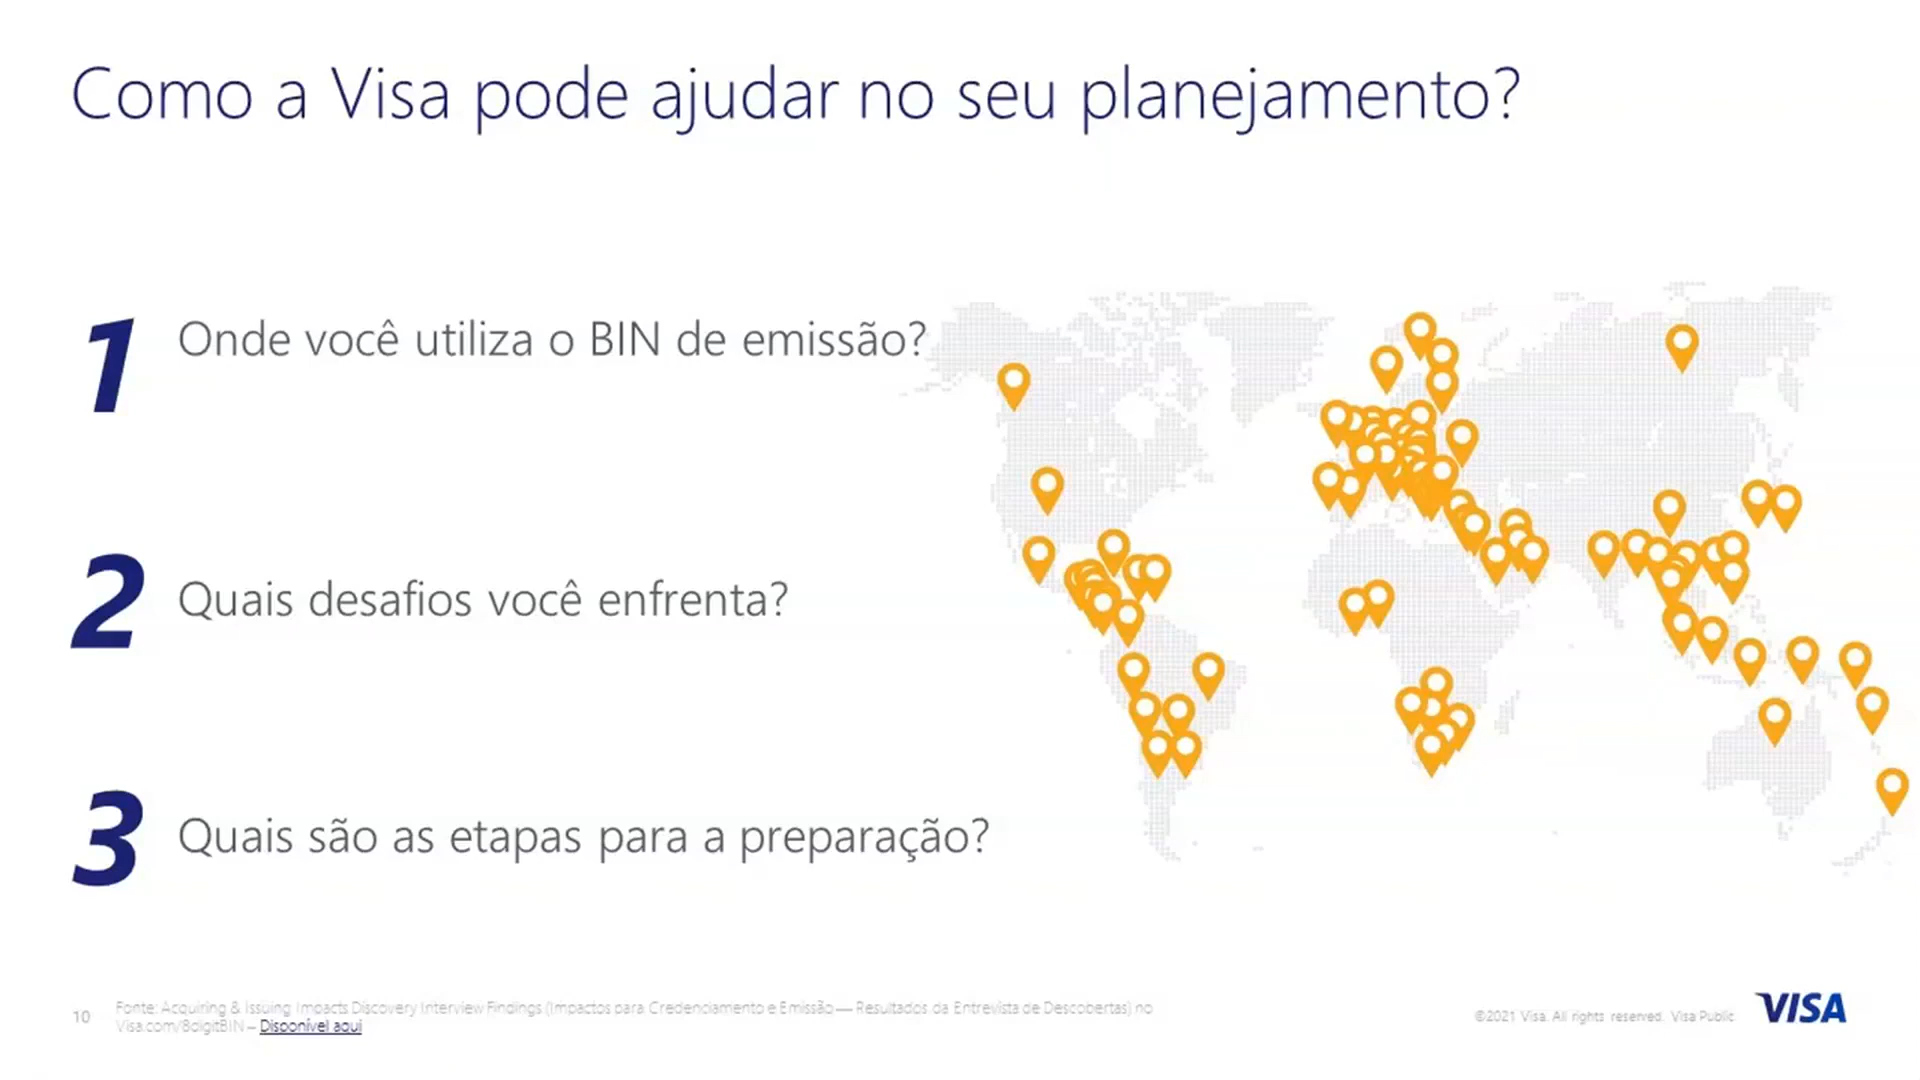 Como a Visa pode ajudar no seu planejamento?
1 Onde você utiliza o BIN de emissão?
2 Quais desafios você enfrenta?
3 Quais são as etapas para a preparação?
10 Fonte: Acquiring & Issuing Impacts Discovery Interview Findings (Impactos para Credenciamento e Emissão — Resultados da Entrevista de Descobertas) no
Visa.com/8digitBIN – Disponível aqui
©2021 Visa. All rights reserved. Visa Public
VISA